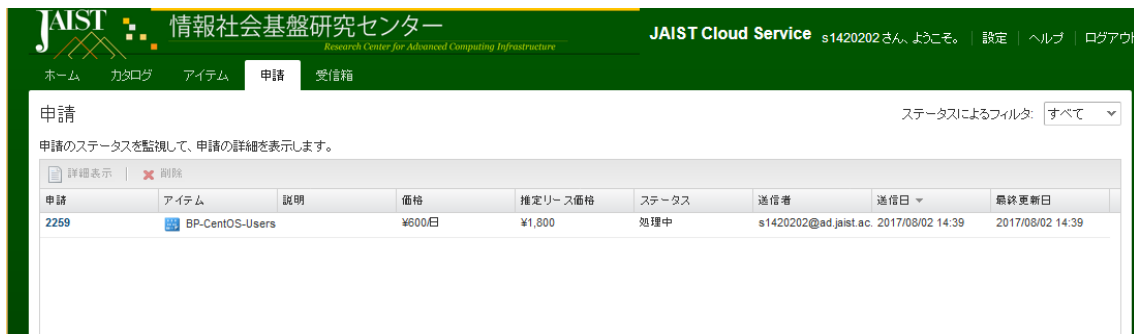 JAIST
情報社会基盤研究センター
Research Center for Advanced Computing Infrastructure
JAIST Cloud Service s1420202さん、ようこそ。 | 設定 | ヘルプ | ログアウト
ホーム カタログ アイテム 申請 受信箱
申請 ステータスによるフィルタ: すべて
申請のステータスを監視して、申請の詳細を表示します。
詳細表示 | 削除
申請 アイテム 説明 価格 推定リース価格 ステータス 送信者 送信日 最終更新日
2259 BP-CentOS-Users ¥600/日 ¥1,800 処理中 s1420202@ad.jaist.ac. 2017/08/02 14:39 2017/08/02 14:39